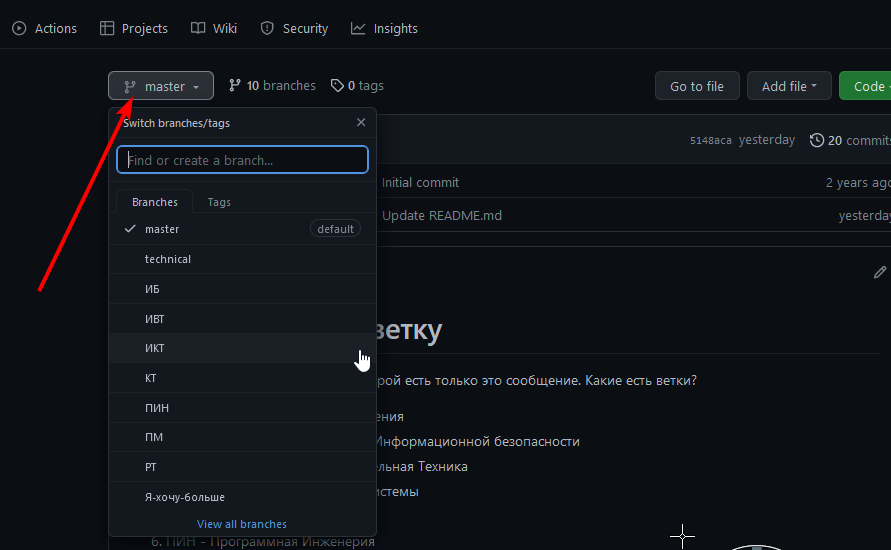 Actions Projects Wiki Security Insights
master 10 branches 0 tags Go to file Add file Code
Switch branches/tags
5148aca yesterday 20 commits
Find or create a branch...
Initial commit 2 years ago
Branches Tags
Update README.md yesterday
master default
technical
ИБ
ИВТ
ветку
ИКТ
КТ
рой есть только это сообщение. Какие есть ветки?
ПИН
ения
ПМ
Информационной безопасности
РТ
ельная Техника
Я-хочу-больше
истемы
View all branches
6. ПИН - Программная Инженерия